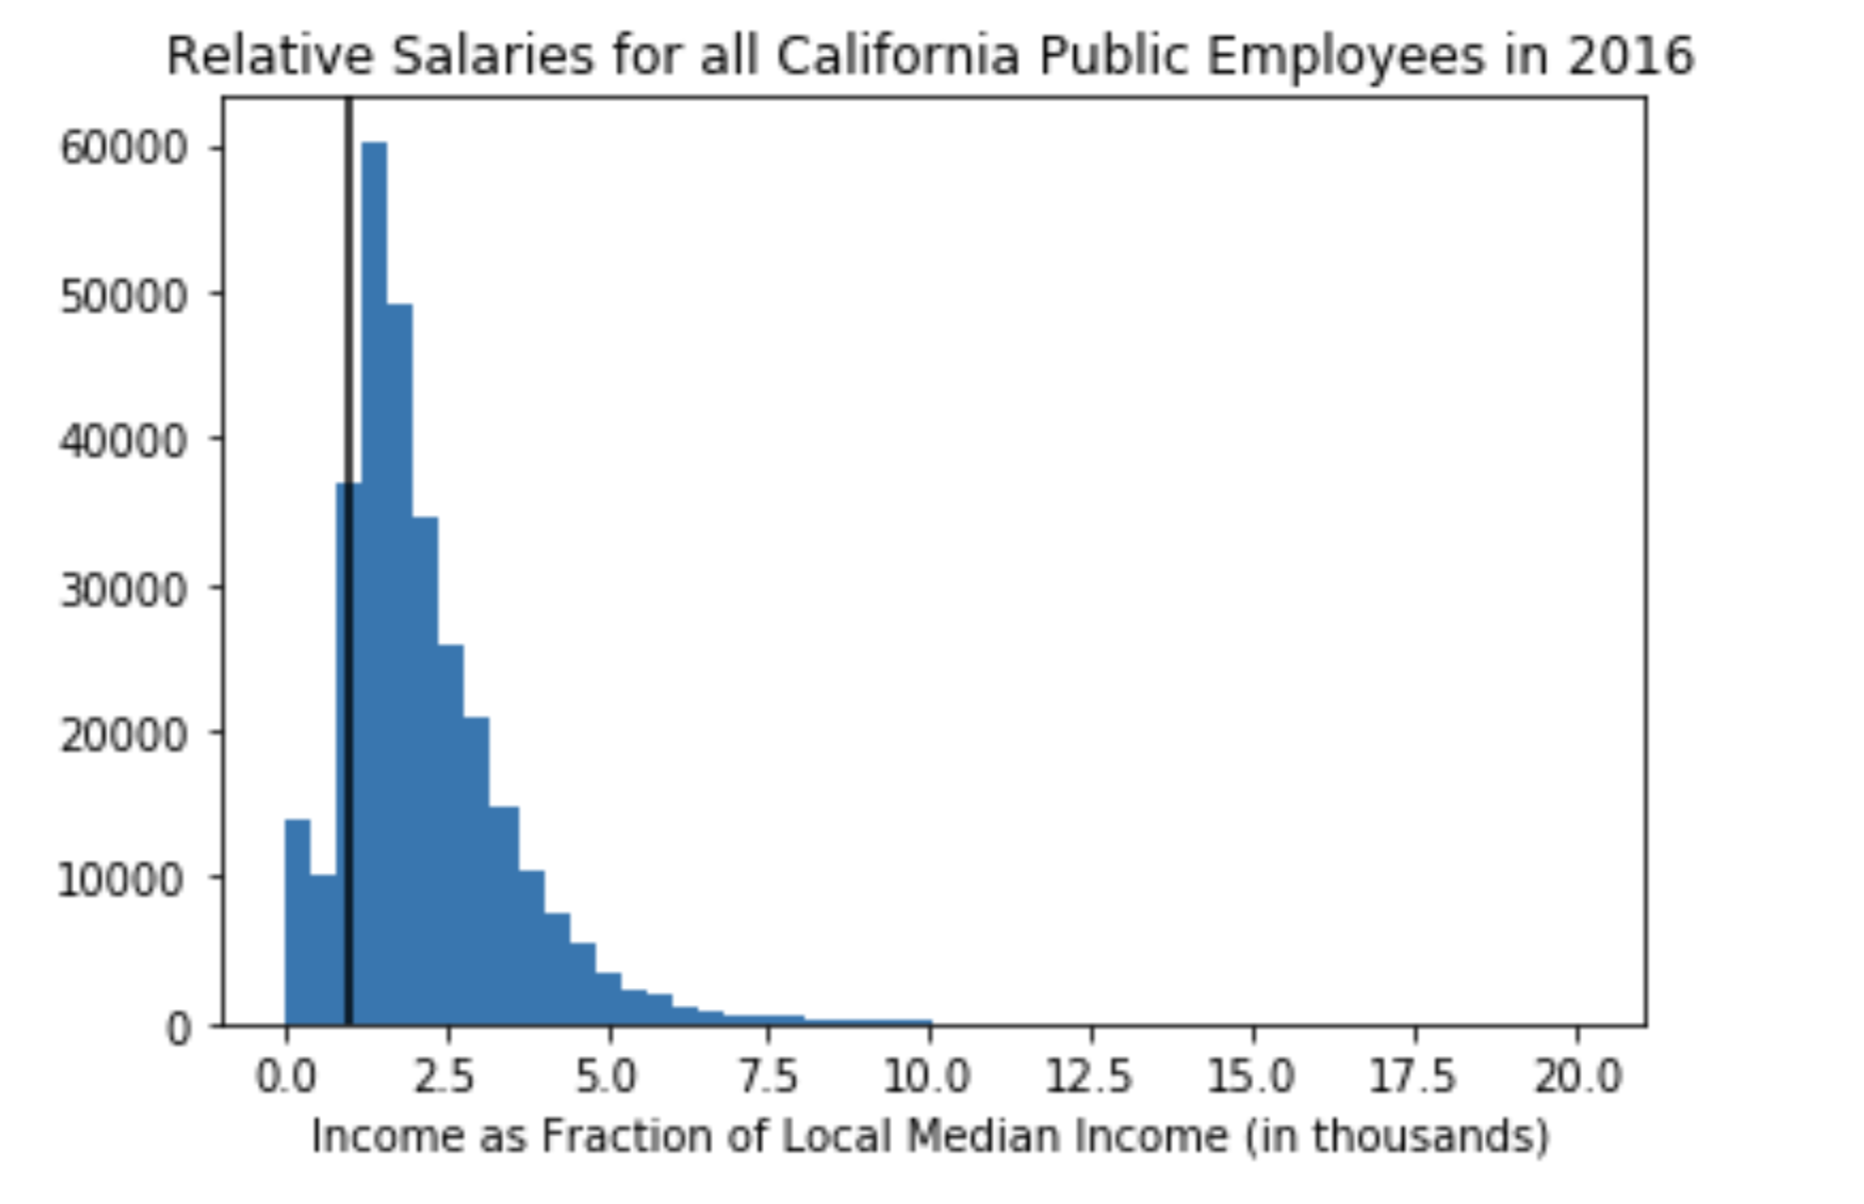 Relative Salaries for all California Public Employees in 2016
60000
50000
40000
30000
20000
10000
0
0.0 2.5 5.0 7.5 10.0 12.5 15.0 17.5 20.0
Income as Fraction of Local Median Income (in thousands)